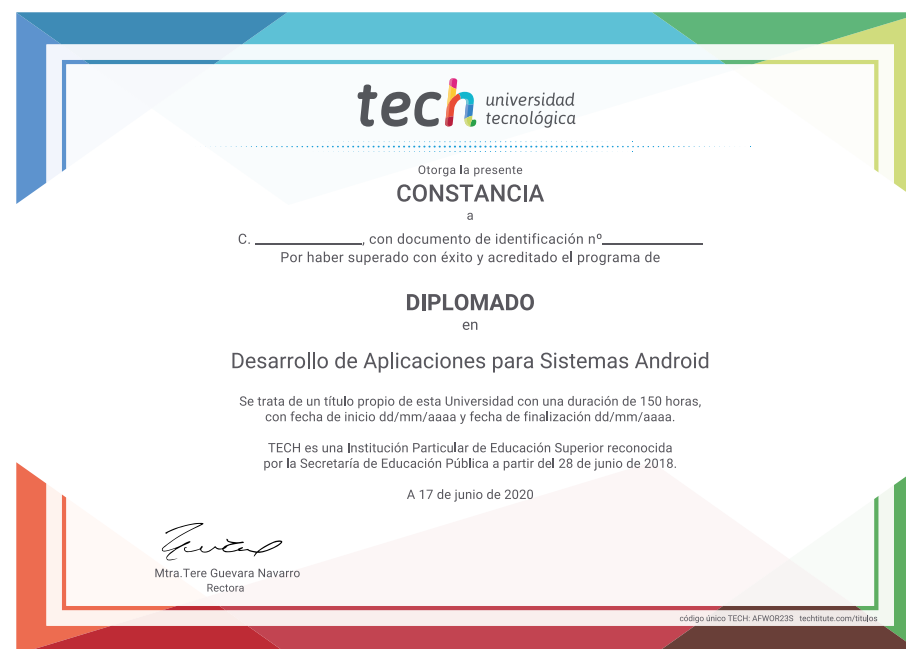 tech universidad
tecnológica
Otorga la presente
CONSTANCIA
a
C. ______________, con documento de identificación nº_____________
Por haber superado con éxito y acreditado el programa de
DIPLOMADO
en
Desarrollo de Aplicaciones para Sistemas Android
Se trata de un título propio de esta Universidad con una duración de 150 horas,
con fecha de inicio dd/mm/aaaa y fecha de finalización dd/mm/aaaa.
TECH es una Institución Particular de Educación Superior reconocida
por la Secretaría de Educación Pública a partir del 28 de junio de 2018.
A 17 de junio de 2020
Mtra.Tere Guevara Navarro
Rectora
código único TECH: AFWOR23S techtitute.com/titulos